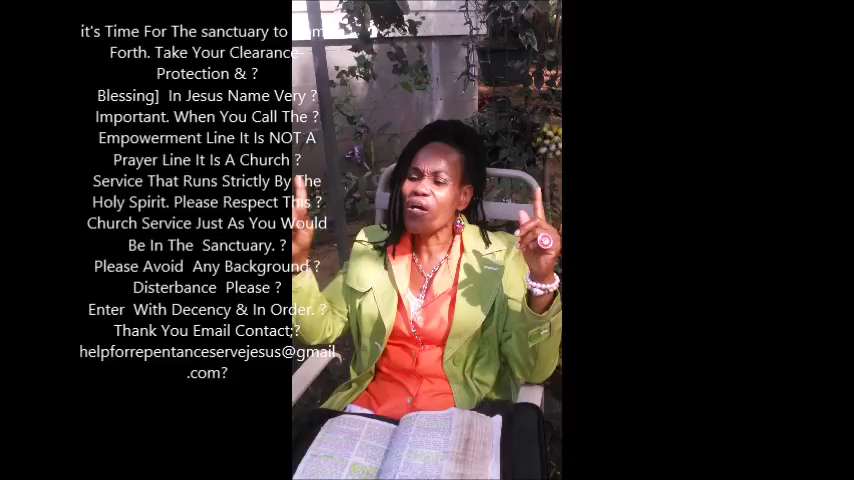 it's Time For The sanctuary to
Forth. Take Your Clearance-
Protection & ?
Blessing]  In Jesus Name Very ?
Important. When You Call The ?
Empowerment Line It Is NOT A
Prayer Line It Is A Church ?
Service That Runs Strictly By The
Holy Spirit. Please Respect This ?
Church Service Just As You Would
Be In The  Sanctuary. ?
Please Avoid  Any Background ?
Disterbance  Please ?
Enter  With Decency & In Order. ?
Thank You Email Contact;?
helpforrepentanceservejesus@gmail
.com?